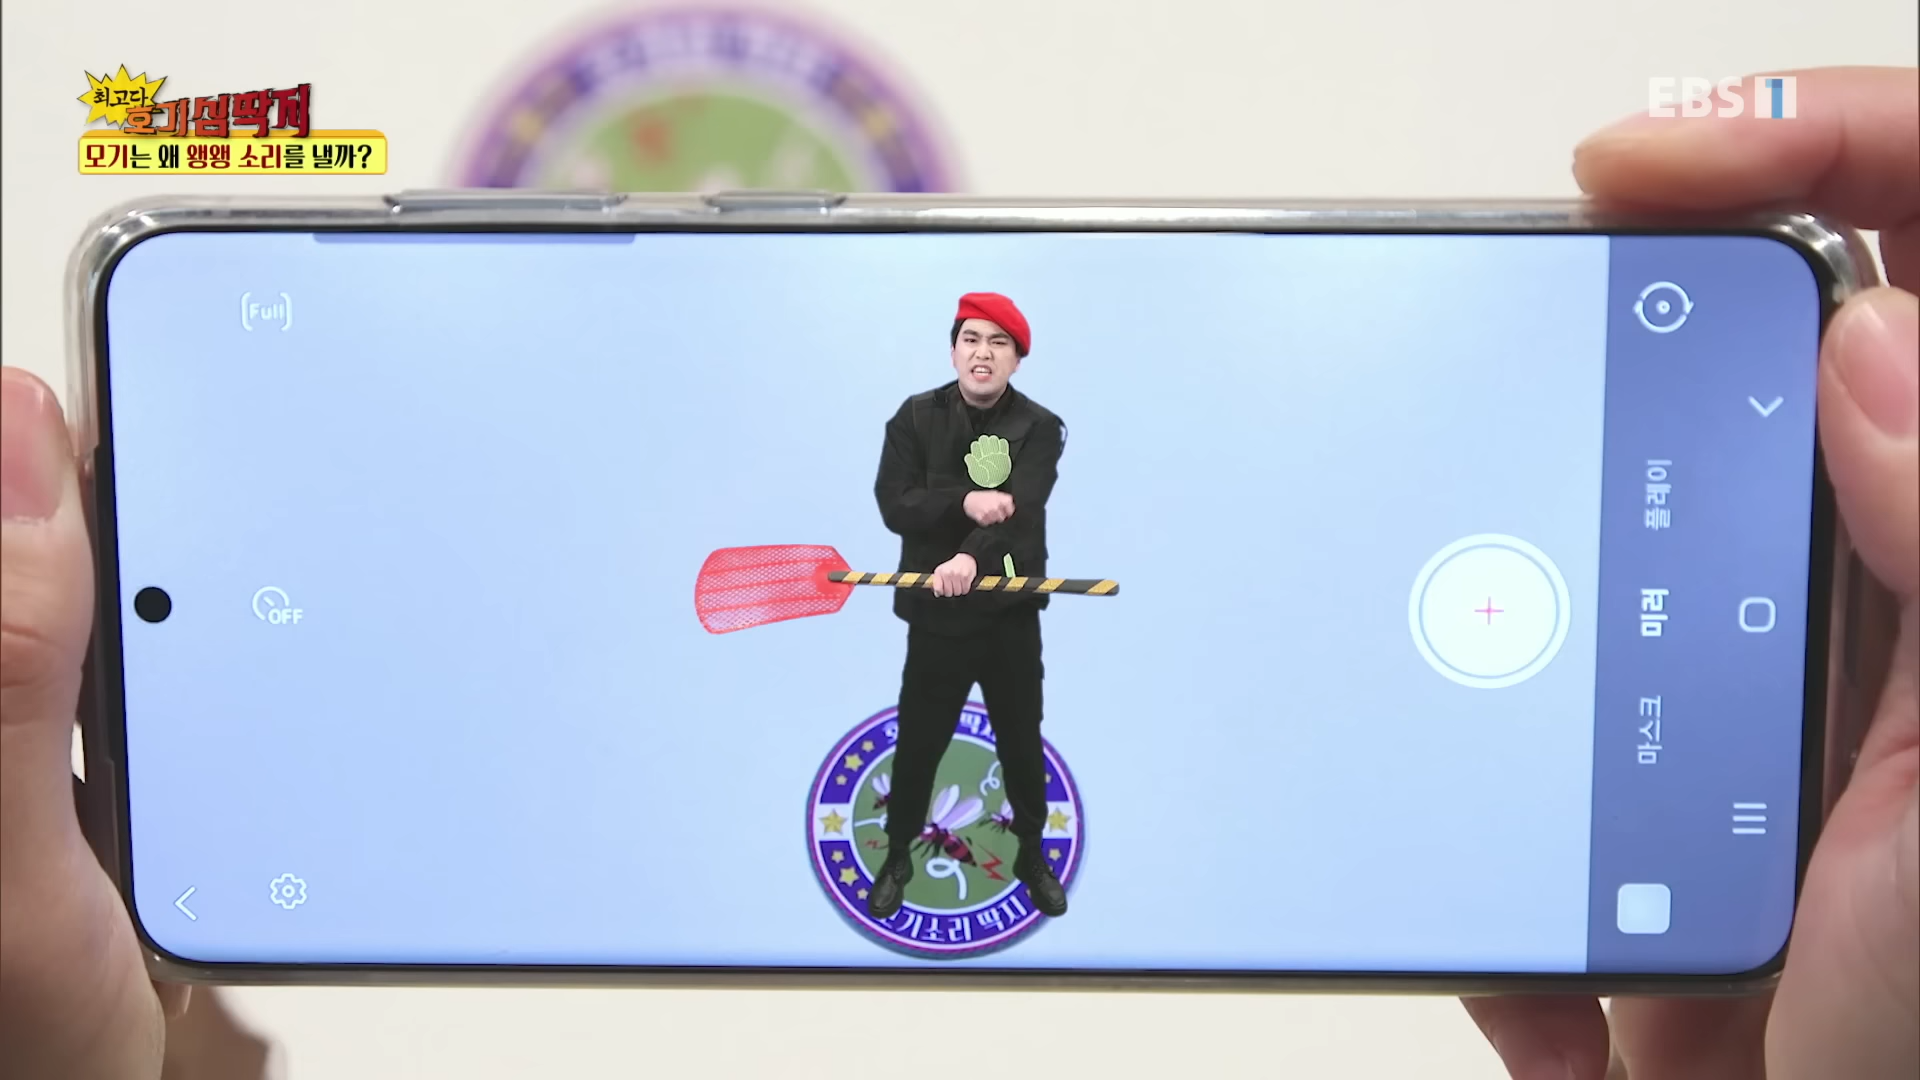 최고다
호기심딱지
모기는 왜 왱왱 소리를 낼까?
EBS 1
Full
OFF
플레이
미러
마스크
모기소리 딱지